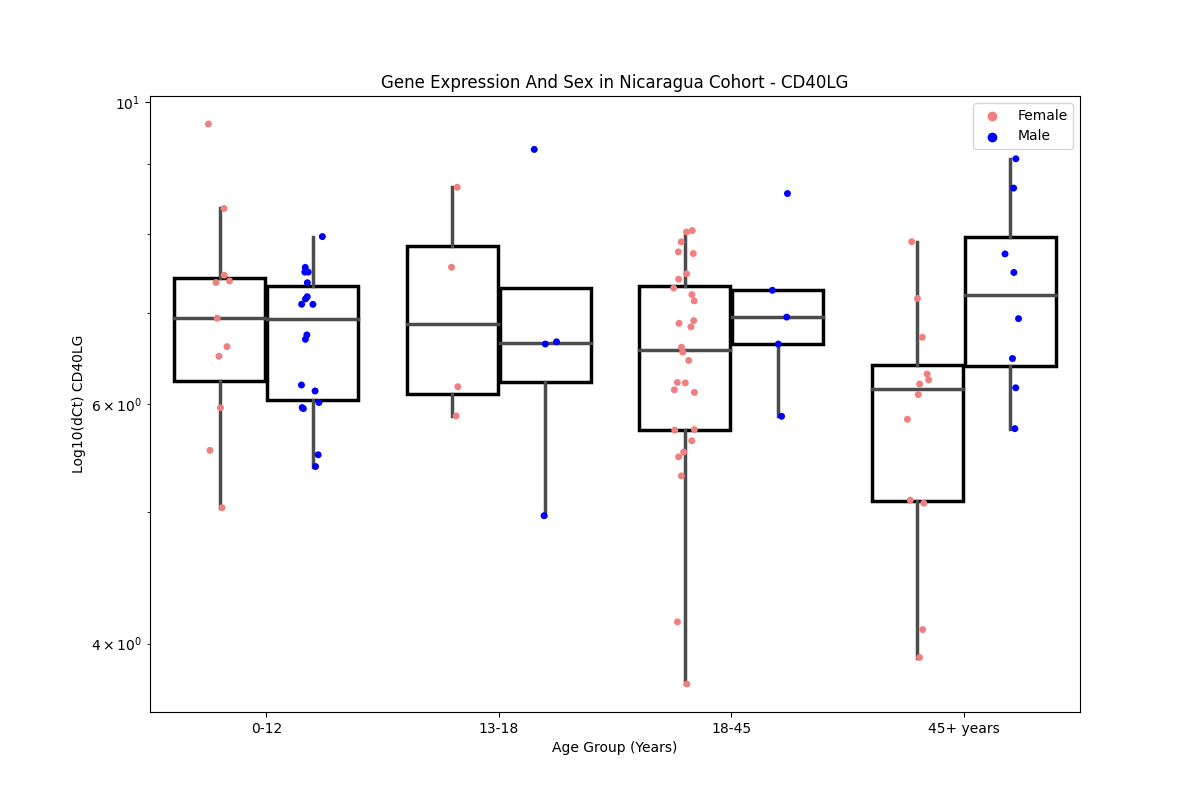 Gene Expression And Sex in Nicaragua Cohort - CD40LG
10¹
6 × 10⁰
4 × 10⁰
Log10(dCt) CD40LG
Female
Male
0-12
13-18
18-45
45+ years
Age Group (Years)